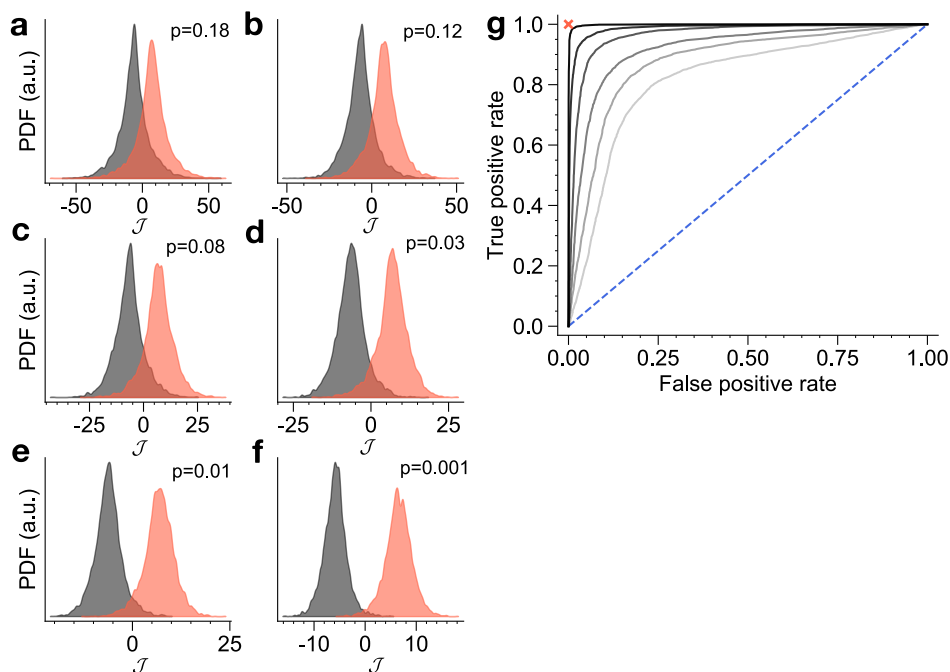 a
p=0.18
PDF (a.u.)
-50 0 50
𝒥
b
p=0.12
-50 0 50
𝒥
c
p=0.08
PDF (a.u.)
-25 0 25
𝒥
d
p=0.03
-25 0 25
𝒥
e
p=0.01
PDF (a.u.)
0 25
𝒥
f
p=0.001
-10 0 10
𝒥
g
1.0
0.8
0.6
0.4
0.2
0.0
True positive rate
0.00 0.25 0.50 0.75 1.00
False positive rate